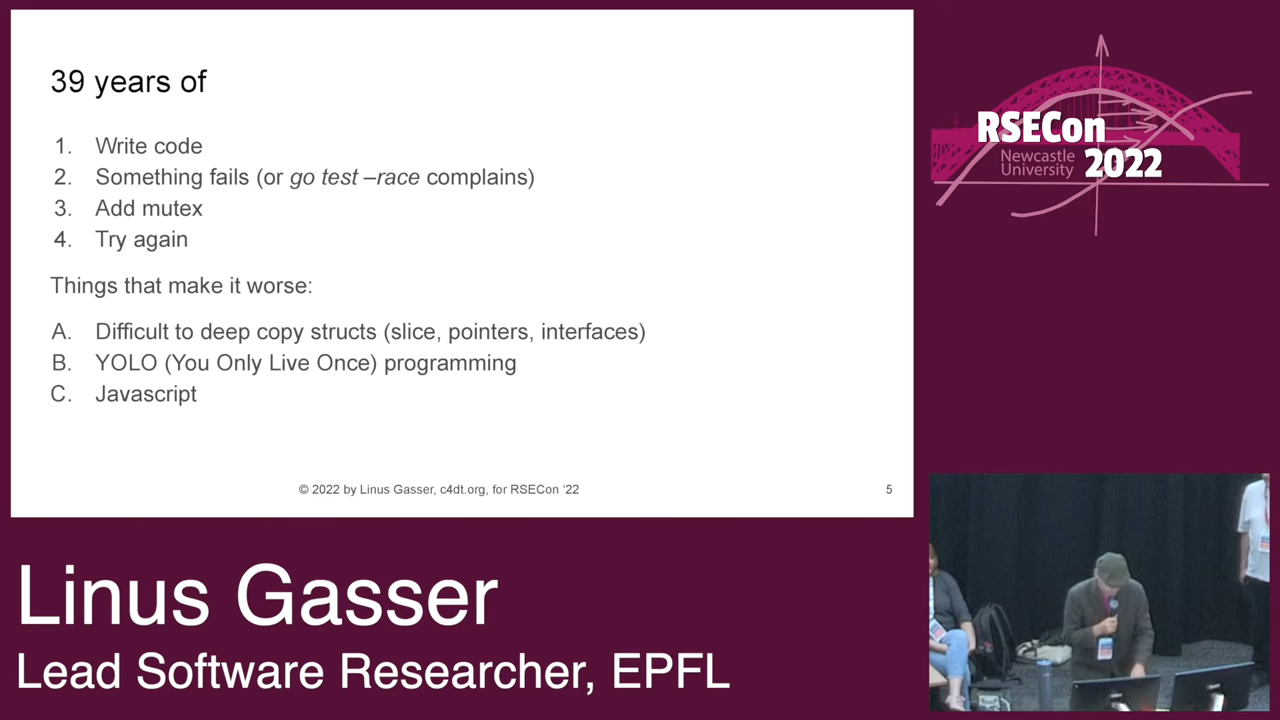 39 years of
1. Write code
2. Something fails (or go test –race complains)
3. Add mutex
4. Try again
Things that make it worse:
A. Difficult to deep copy structs (slice, pointers, interfaces)
B. YOLO (You Only Live Once) programming
C. Javascript
© 2022 by Linus Gasser, c4dt.org, for RSECon ‘22
5
RSECon
Newcastle
University
2022
Linus Gasser
Lead Software Researcher, EPFL